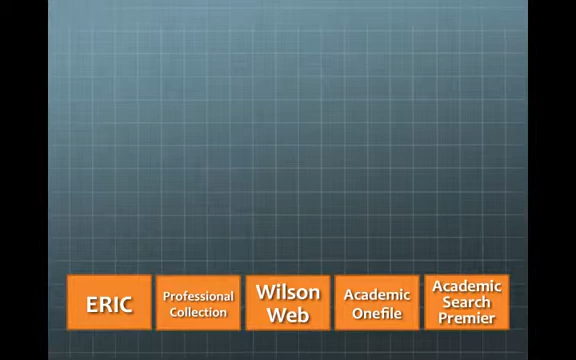 ERIC
Professional
Collection
Wilson
Web
Academic
Onefile
Academic
Search
Premier